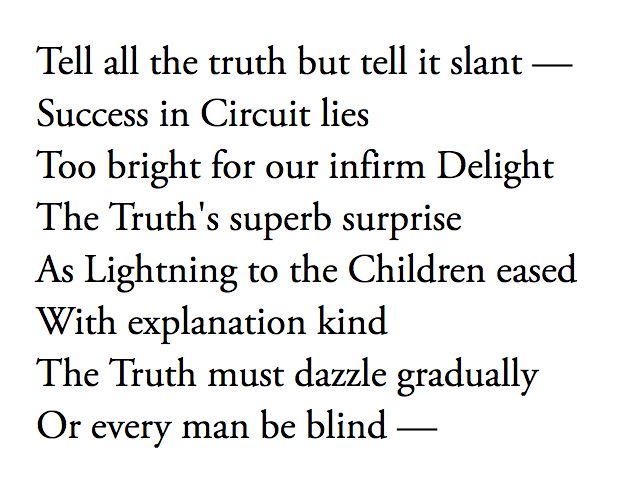 Tell all the truth but tell it slant —
Success in Circuit lies
Too bright for our infirm Delight
The Truth's superb surprise
As Lightning to the Children eased
With explanation kind
The Truth must dazzle gradually
Or every man be blind —